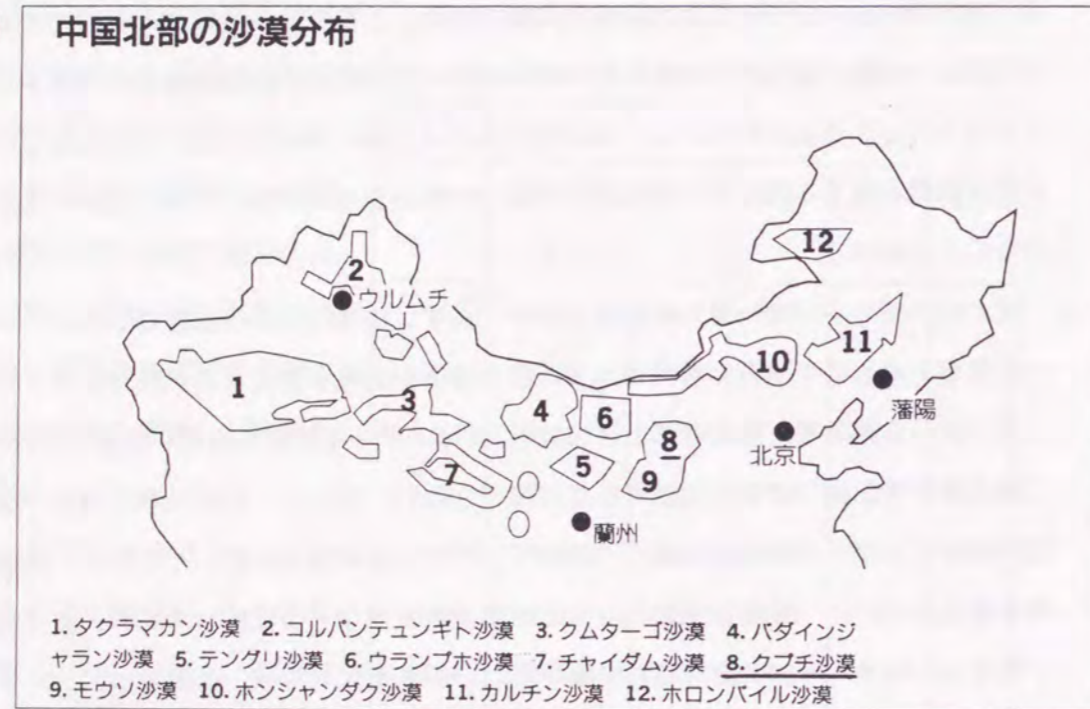 中国北部の沙漠分布
12
2
ウルムチ
11
10
1
3
4
6
藩陽
8
北京
5
7
9
蘭州
1. タクラマカン沙漠 2. コルバンテュンギト沙漠 3. クムターゴ沙漠 4. バダインジ
ャラン沙漠 5. テングリ沙漠 6. ウランブホ沙漠 7. チャイダム沙漠 8. クブチ沙漠
9. モウソ沙漠 10. ホンシャンダク沙漠 11. カルチン沙漠 12. ホロンバイル沙漠